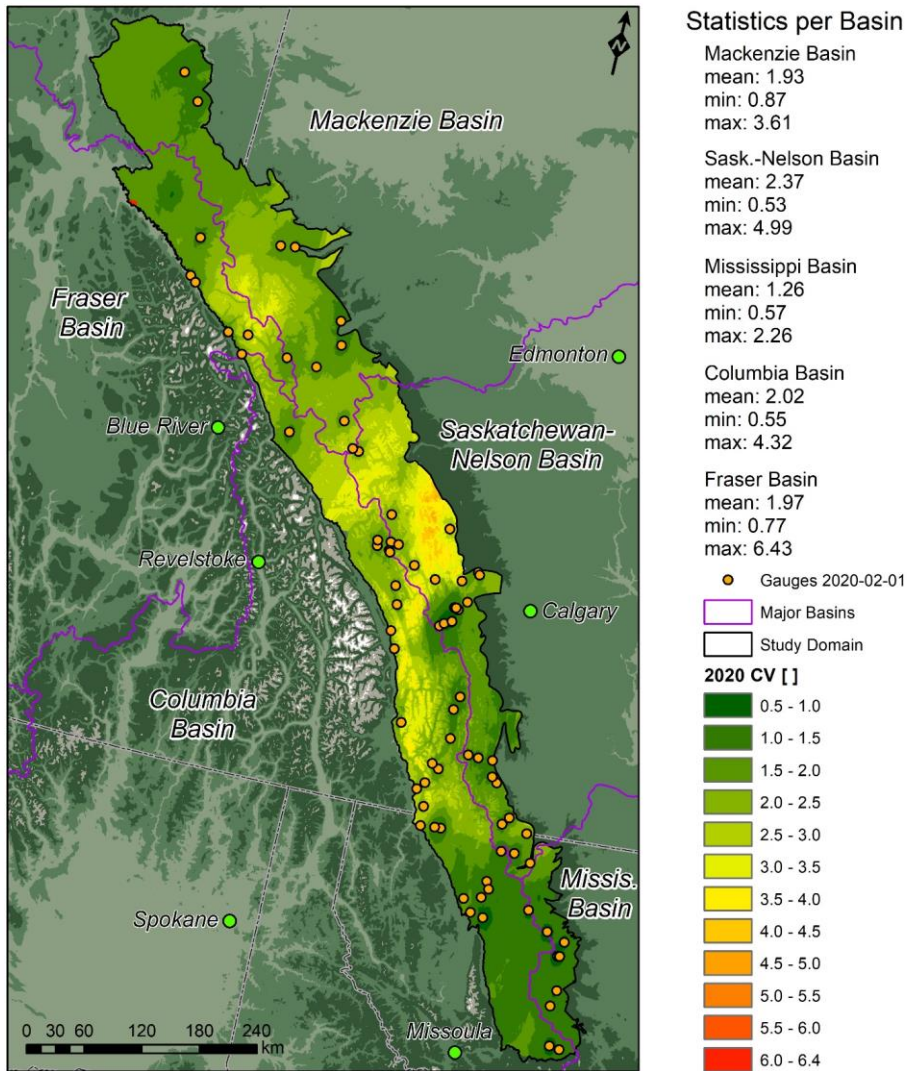 N
Mackenzie Basin
Fraser
Basin
Edmonton
Blue River
Saskatchewan-
Nelson Basin
Revelstoke
Calgary
Columbia
Basin
Missis.
Basin
Spokane
Missoula
0 30 60 120 180 240
km
Statistics per Basin
Mackenzie Basin
mean: 1.93
min: 0.87
max: 3.61
Sask.-Nelson Basin
mean: 2.37
min: 0.53
max: 4.99
Mississippi Basin
mean: 1.26
min: 0.57
max: 2.26
Columbia Basin
mean: 2.02
min: 0.55
max: 4.32
Fraser Basin
mean: 1.97
min: 0.77
max: 6.43
Gauges 2020-02-01
Major Basins
Study Domain
2020 CV [ ]
0.5 - 1.0
1.0 - 1.5
1.5 - 2.0
2.0 - 2.5
2.5 - 3.0
3.0 - 3.5
3.5 - 4.0
4.0 - 4.5
4.5 - 5.0
5.0 - 5.5
5.5 - 6.0
6.0 - 6.4